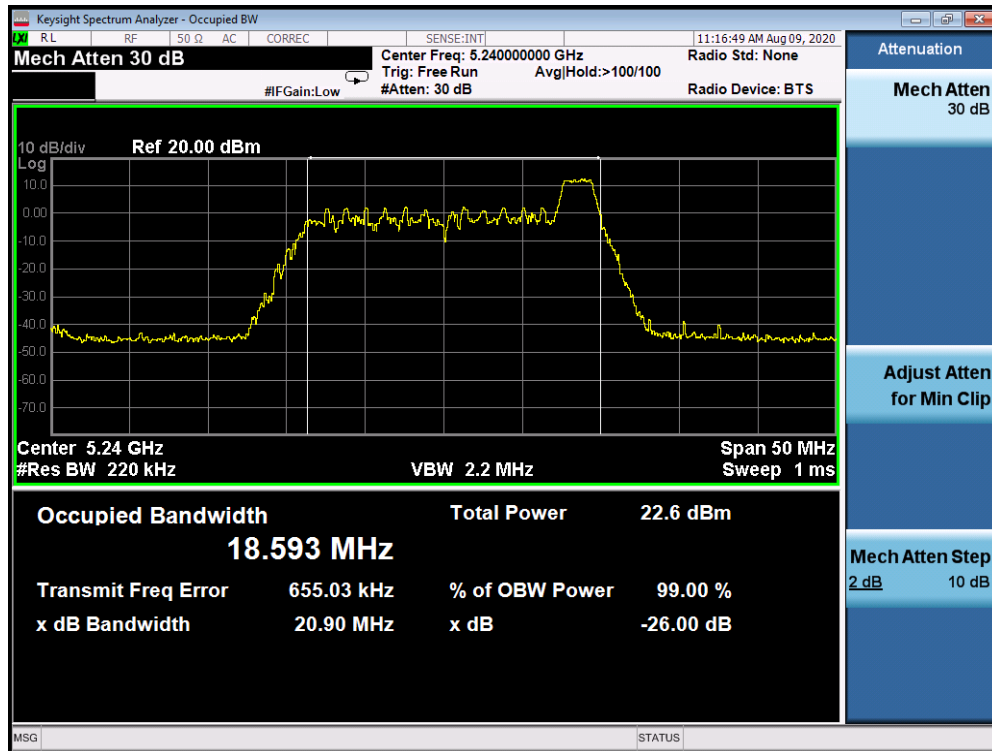 Keysight Spectrum Analyzer - Occupied BW
LXI RL RF 50 Ω AC CORREC SENSE:INT 11:16:49 AM Aug 09, 2020
Mech Atten 30 dB
Center Freq: 5.240000000 GHz Radio Std: None
Trig: Free Run Avg|Hold:>100/100
#IFGain:Low #Atten: 30 dB Radio Device: BTS
10 dB/div Ref 20.00 dBm
Log
10.0
0.00
-10.0
-20.0
-30.0
-40.0
-50.0
-60.0
-70.0
Center 5.24 GHz Span 50 MHz
#Res BW 220 kHz VBW 2.2 MHz Sweep 1 ms
Occupied Bandwidth Total Power 22.6 dBm
18.593 MHz
Transmit Freq Error 655.03 kHz % of OBW Power 99.00 %
x dB Bandwidth 20.90 MHz x dB -26.00 dB
MSG STATUS
Attenuation
Mech Atten
30 dB
Adjust Atten
for Min Clip
Mech Atten Step
2 dB 10 dB